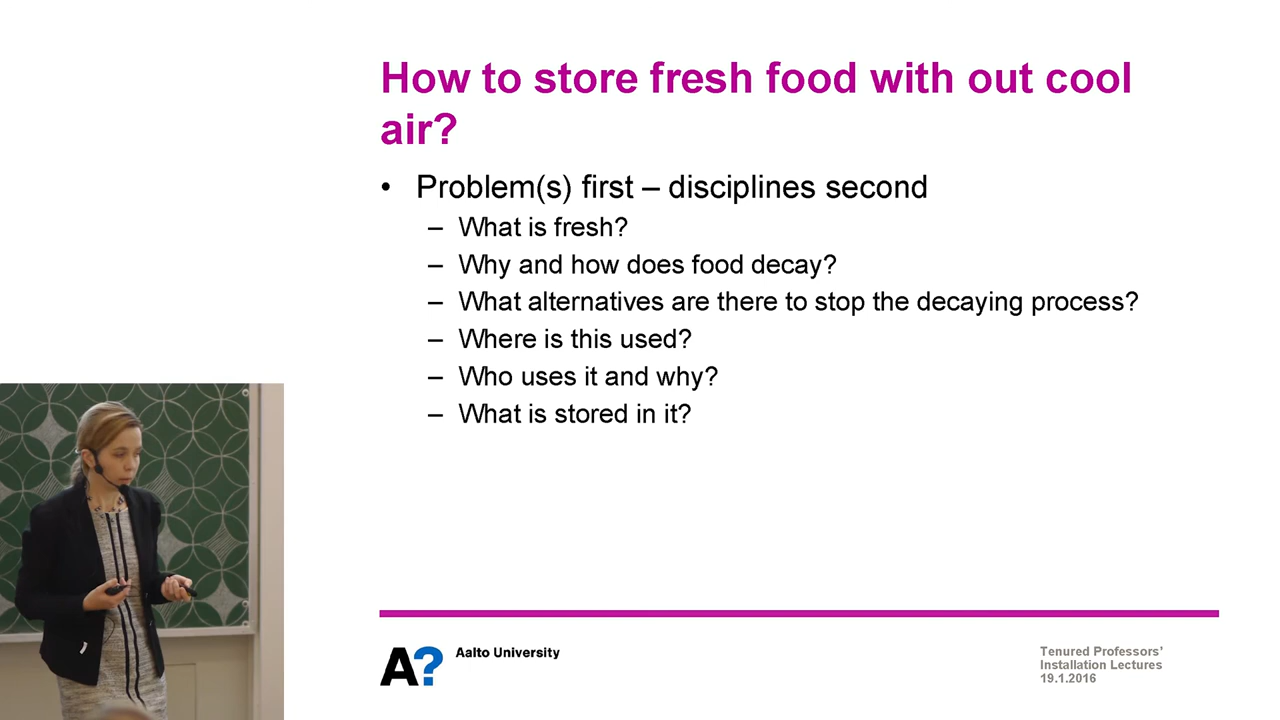 How to store fresh food with out cool
air?
• Problem(s) first – disciplines second
– What is fresh?
– Why and how does food decay?
– What alternatives are there to stop the decaying process?
– Where is this used?
– Who uses it and why?
– What is stored in it?
A?
Aalto University
Tenured Professors'
Installation Lectures
19.1.2016